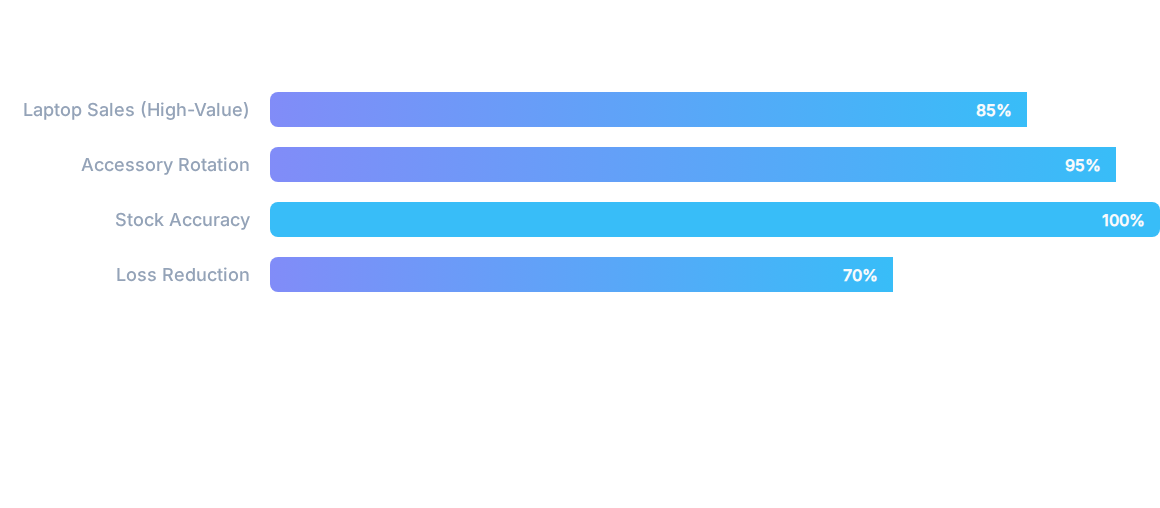 Laptop Sales (High-Value) 85%
Accessory Rotation 95%
Stock Accuracy 100%
Loss Reduction 70%